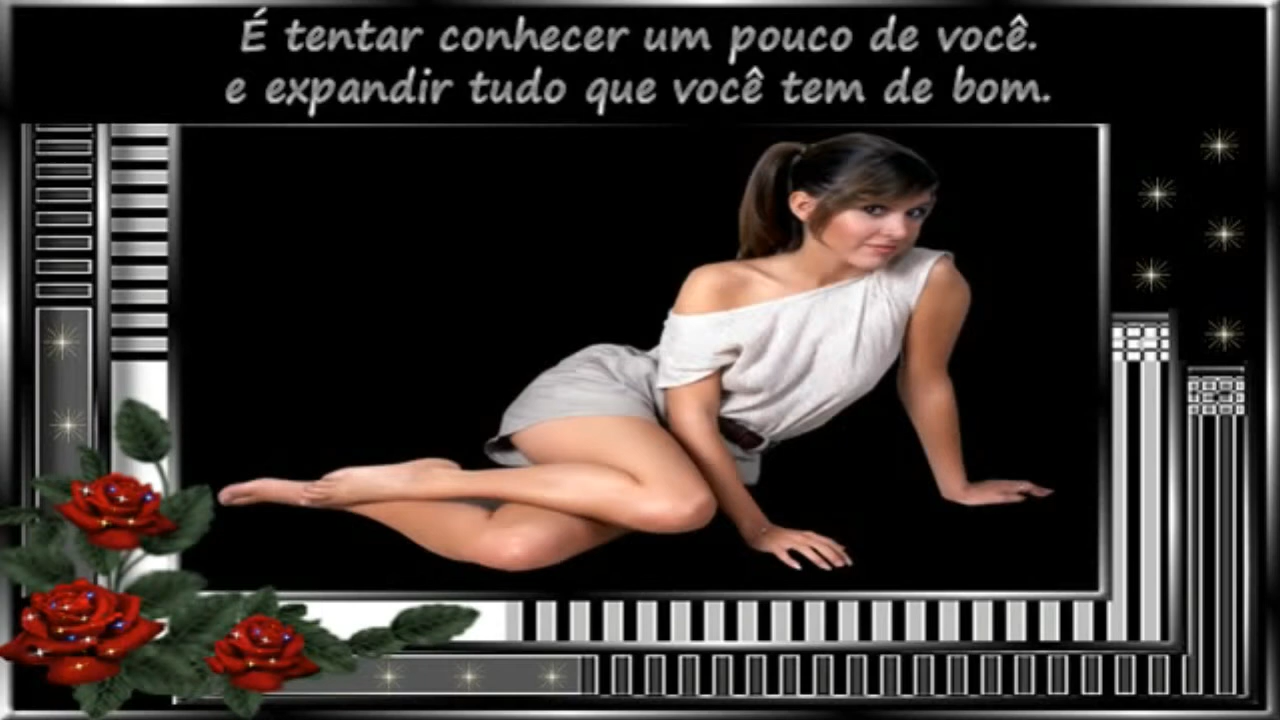 É tentar conhecer um pouco de você.
e expandir tudo que você tem de bom.